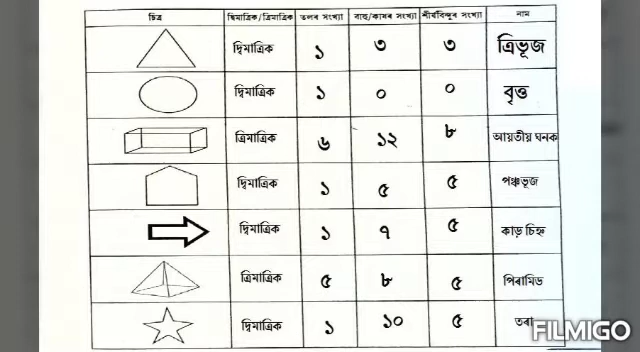 চিত্ৰ দ্বিমাত্ৰিক/ত্ৰিমাত্ৰিক তলৰ সংখ্যা বাহু/কাষৰ সংখ্যা শীৰ্ষবিন্দুৰ সংখ্যা নাম
দ্বিমাত্ৰিক ১ ৩ ৩ ত্ৰিভূজ
দ্বিমাত্ৰিক ১ ০ ০ বৃত্ত
ত্ৰিমাত্ৰিক ৬ ১২ ৮ আয়তীয় ঘনক
দ্বিমাত্ৰিক ১ ৫ ৫ পঞ্চভূজ
দ্বিমাত্ৰিক ১ ৭ ৫ কাড় চিহ্ন
ত্ৰিমাত্ৰিক ৫ ৮ ৫ পিৰামিড
দ্বিমাত্ৰিক ১ ১০ ৫ তৰা
FILMIGO